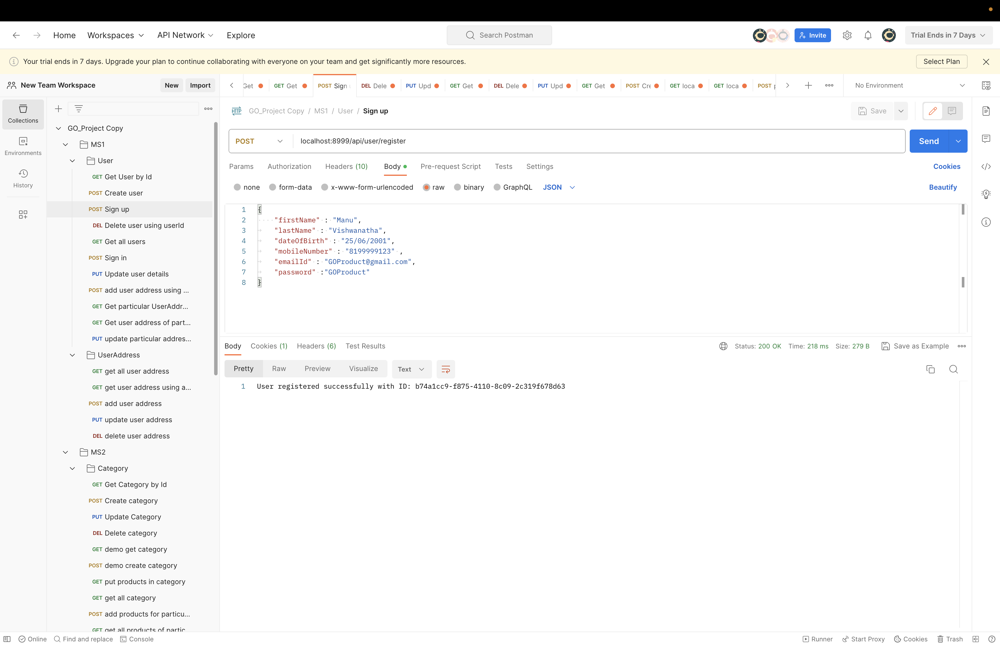 Home Workspaces API Network Explore Search Postman Invite Trial Ends in 7 Days
Your trial ends in 7 days. Upgrade your plan to continue collaborating with everyone on your team and get significantly more resources. Select Plan
New Team Workspace New Import
Get GET Get POST Sign DEL Dele PUT Upd GET Get DEL Dele PUT Upd GET Get POST Cre GET loca GET loca POST No Environment
Collections
Environments
History
GO_Project Copy
MS1
User
GET Get User by Id
POST Create user
POST Sign up
DEL Delete user using userId
GET Get all users
POST Sign in
PUT Update user details
POST add user address using ...
GET Get particular UserAddr...
GET Get user address of part...
PUT update particular addres...
UserAddress
GET get all user address
GET get user address using a...
POST add user address
PUT update user address
DEL delete user address
MS2
Category
GET Get Category by Id
POST Create category
PUT Update Category
DEL Delete category
GET demo get category
POST demo create category
GET put products in category
GET get all category
POST add products for particu...
GET get all products of partic
HTTP GO_Project Copy / MS1 / User / Sign up Save
POST localhost:8999/api/user/register Send
Params Authorization Headers (10) Body Pre-request Script Tests Settings Cookies
none form-data x-www-form-urlencoded raw binary GraphQL JSON Beautify
1 {
2 "firstName" : "Manu",
3 "lastName" : "Vishwanatha",
4 "dateOfBirth" : "25/06/2001",
5 "mobileNumber" : "8199999123" ,
6 "emailId" : "GOProduct@gmail.com",
7 "password" :"GOProduct"
8 }
Body Cookies (1) Headers (6) Test Results Status: 200 OK Time: 218 ms Size: 279 B Save as Example
Pretty Raw Preview Visualize Text
1 User registered successfully with ID: b74a1cc9-f875-4110-8c09-2c319f678d63
Online Find and replace Console Runner Start Proxy Cookies Trash